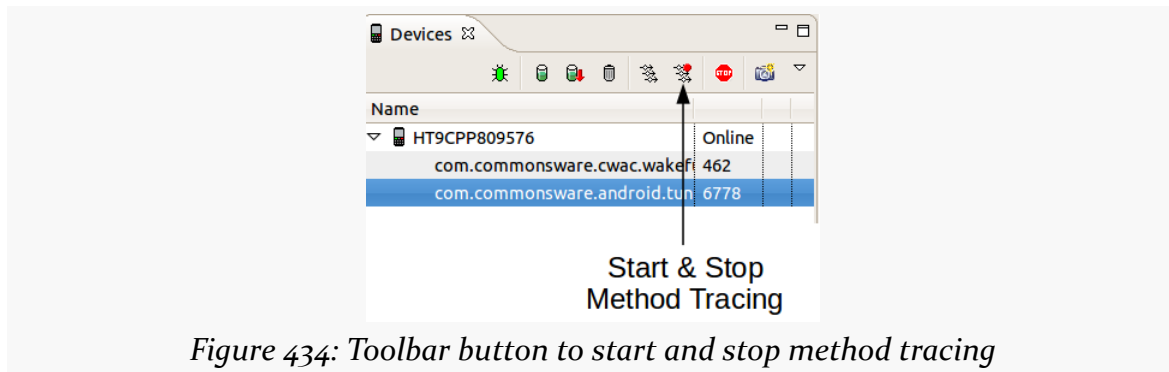 Devices
STOP
Name
HT9CPP809576 Online
com.commonsware.cwac.wakef 462
com.commonsware.android.tun 6778
Start & Stop
Method Tracing
Figure 434: Toolbar button to start and stop method tracing